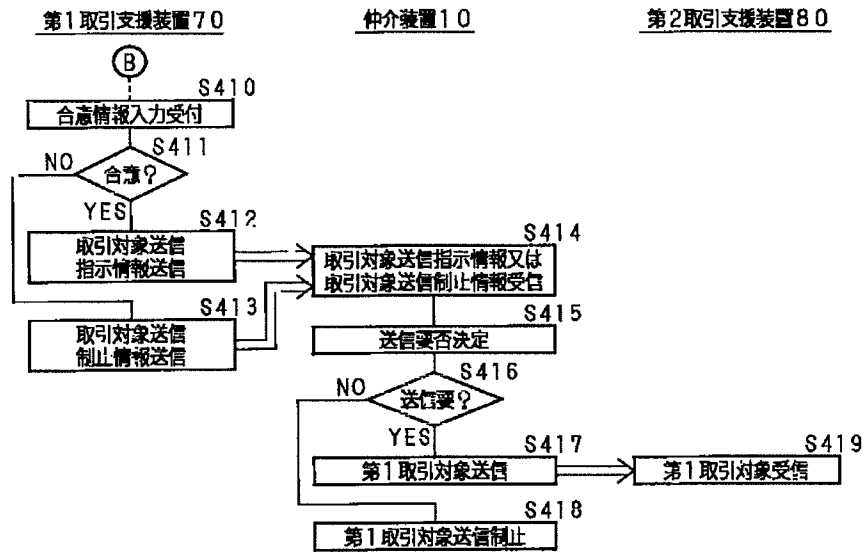 第1取引支援装置70
仲介装置10
第2取引支援装置80
B
S410
合意情報入力受付
S411
NO
合意?
YES
S412
取引対象送信
指示情報送信
S413
取引対象送信
制止情報送信
S414
取引対象送信指示情報又は
取引対象送信制止情報受信
S415
送信要否決定
S416
NO
送信要?
YES
S417
第1取引対象送信
S419
第1取引対象受信
S418
第1取引対象送信制止